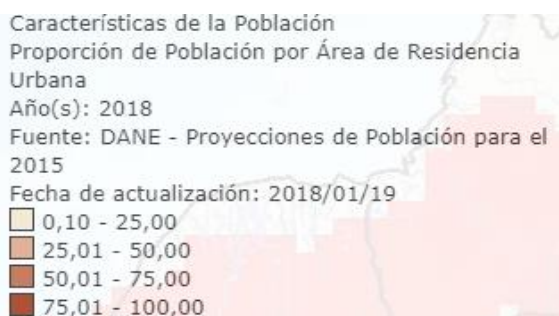 Características de la Población
Proporción de Población por Área de Residencia
Urbana
Año(s): 2018
Fuente: DANE - Proyecciones de Población para el
2015
Fecha de actualización: 2018/01/19
0,10 - 25,00
25,01 - 50,00
50,01 - 75,00
75,01 - 100,00